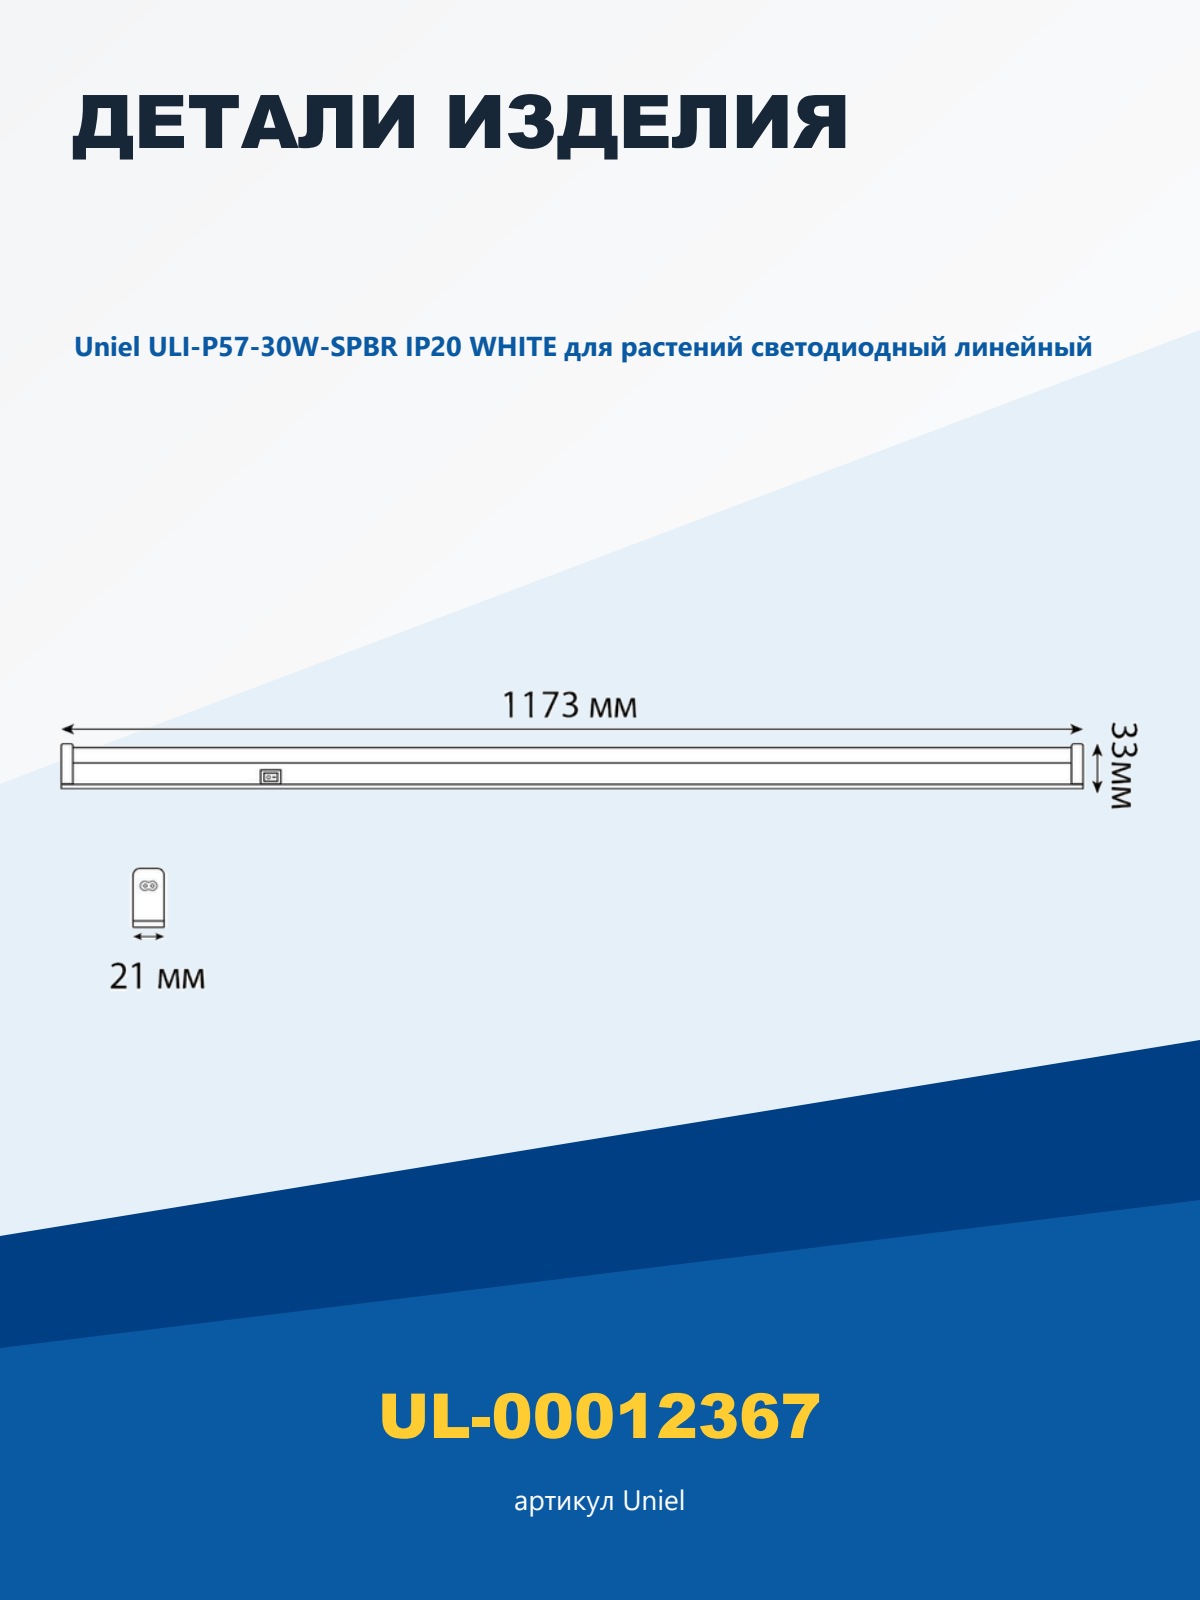 ДЕТАЛИ ИЗДЕЛИЯ
Uniel ULI-P57-30W-SPBR IP20 WHITE для растений светодиодный линейный
1173 мм
33мм
21 мм
UL-00012367
артикул Uniel